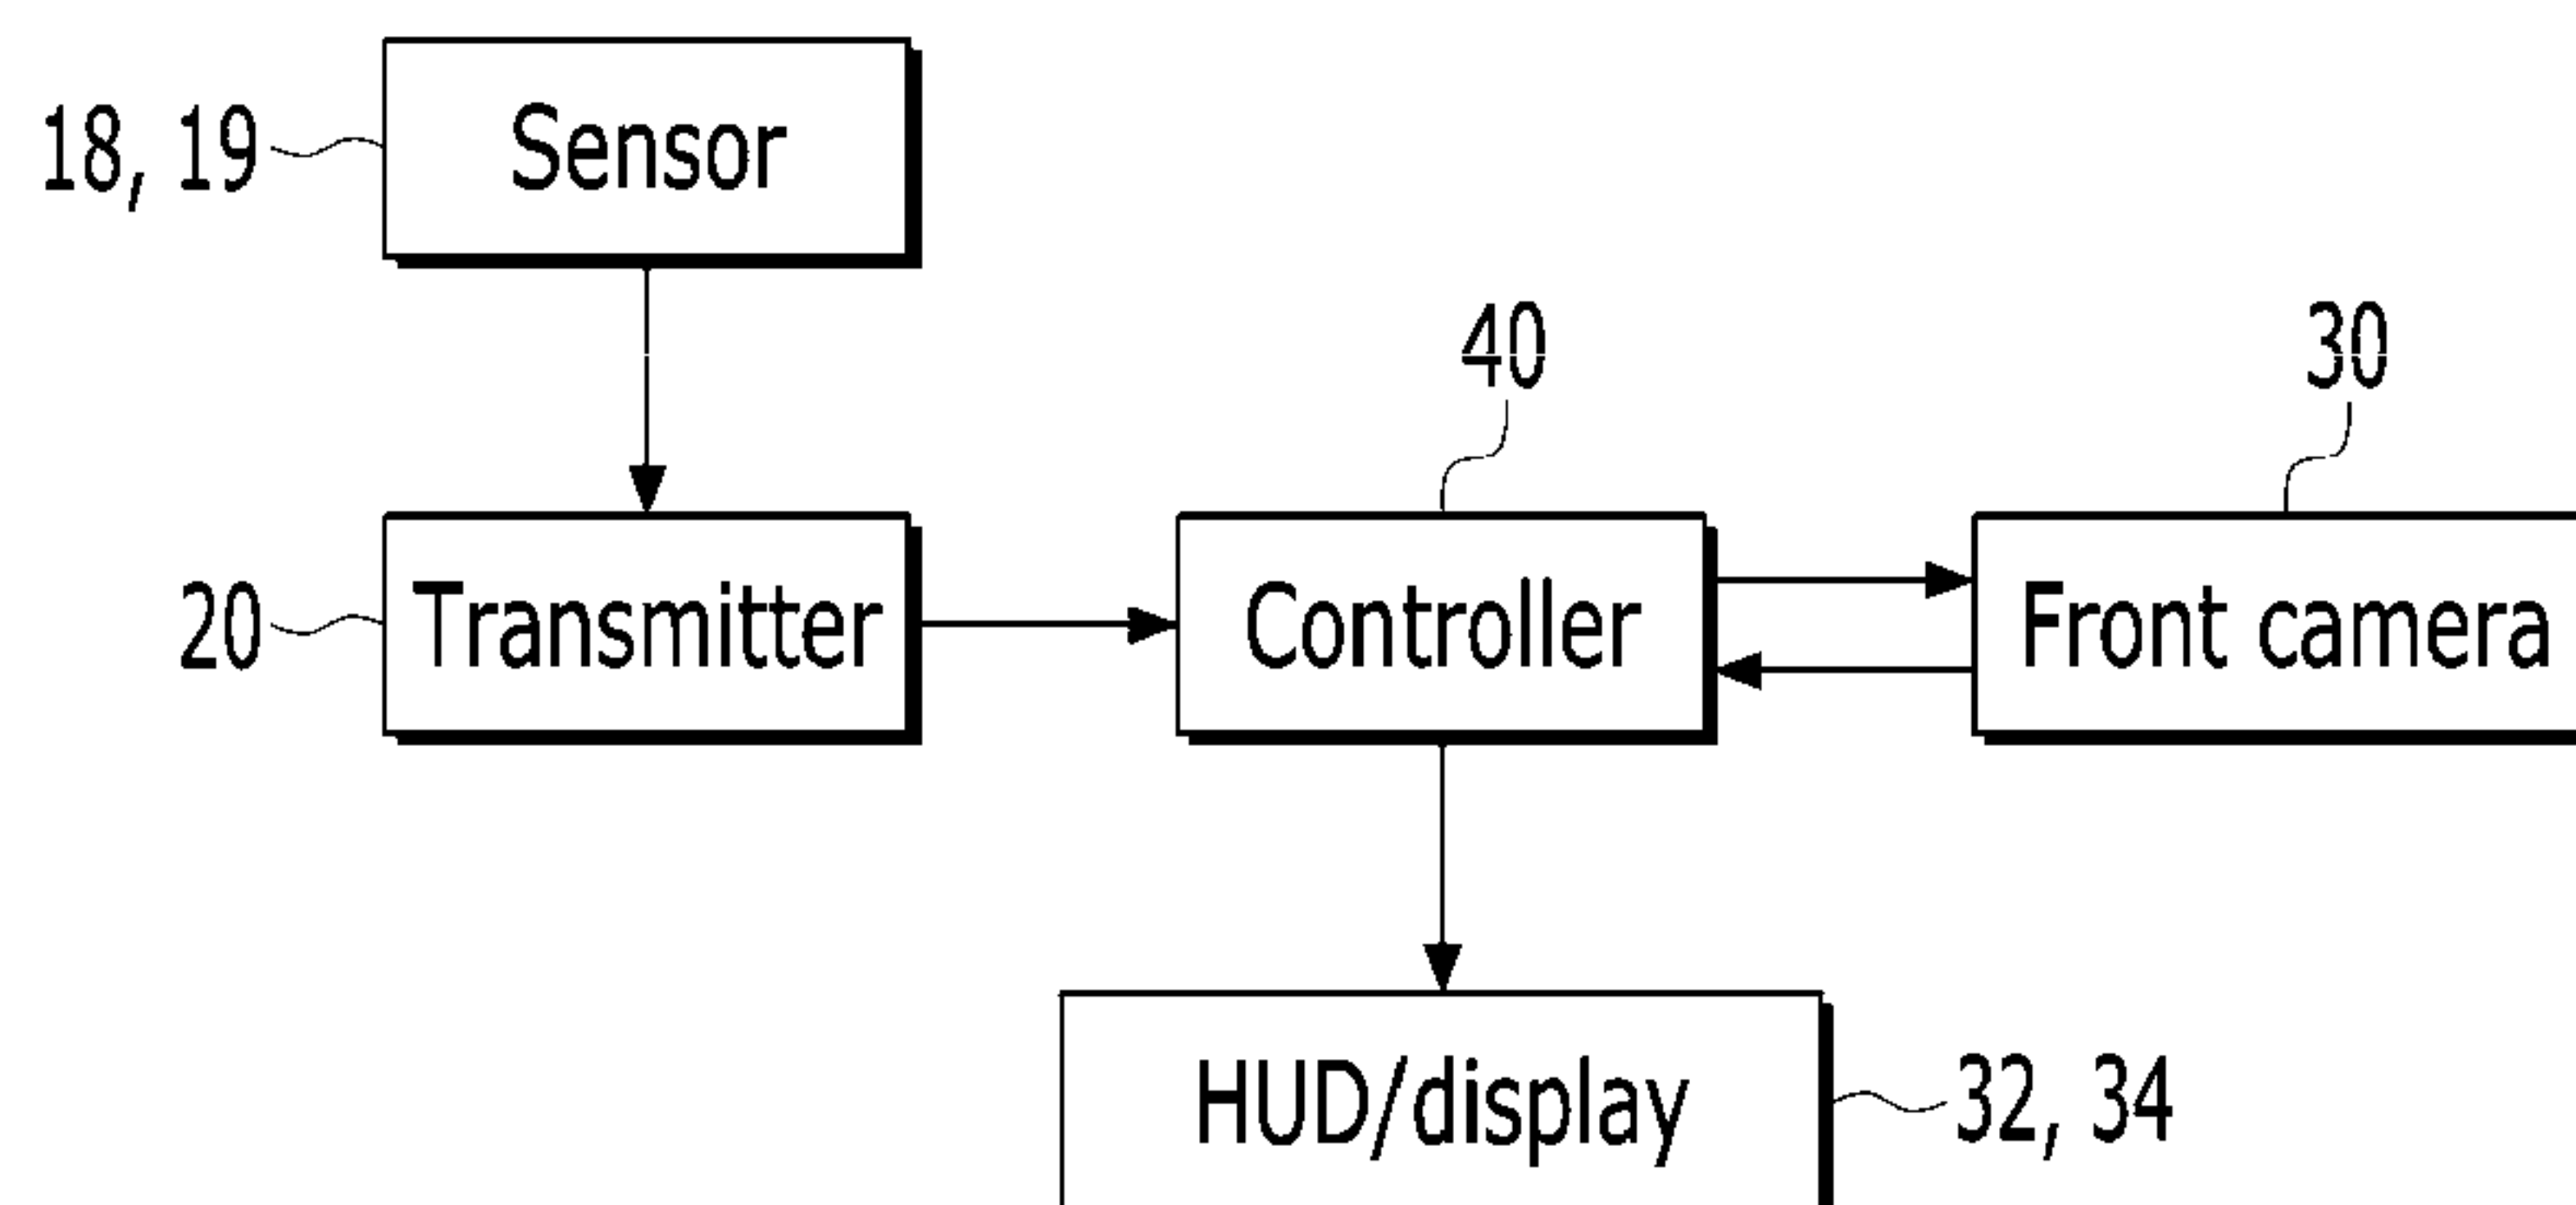 18, 19
Sensor
40
30
20
Transmitter
Controller
Front camera
HUD/display
32, 34